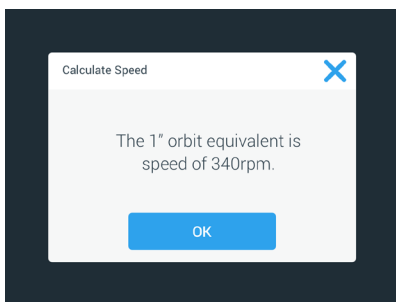 Calculate Speed
The 1” orbit equivalent is
speed of 340rpm.
OK